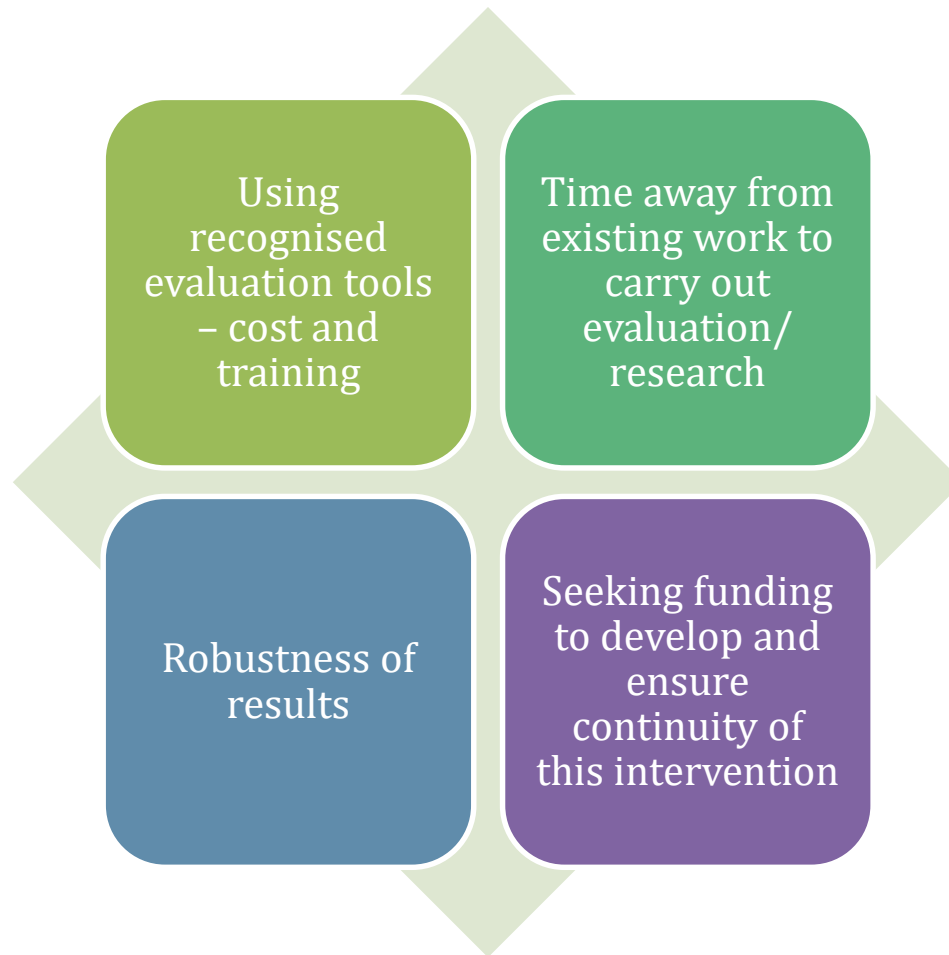 Using
recognised
evaluation tools
– cost and
training
Time away from
existing work to
carry out
evaluation/
research
Robustness of
results
Seeking funding
to develop and
ensure
continuity of
this intervention